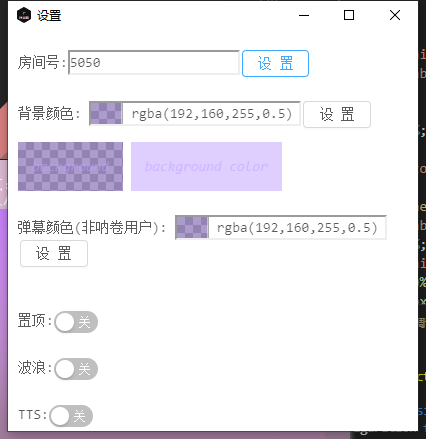 设置
房间号:5050 设 置
背景颜色: rgba(192,160,255,0.5) 设 置
background color
弹幕颜色(非呐卷用户): rgba(192,160,255,0.5)
设 置
置顶: 关
波浪: 关
TTS: 关